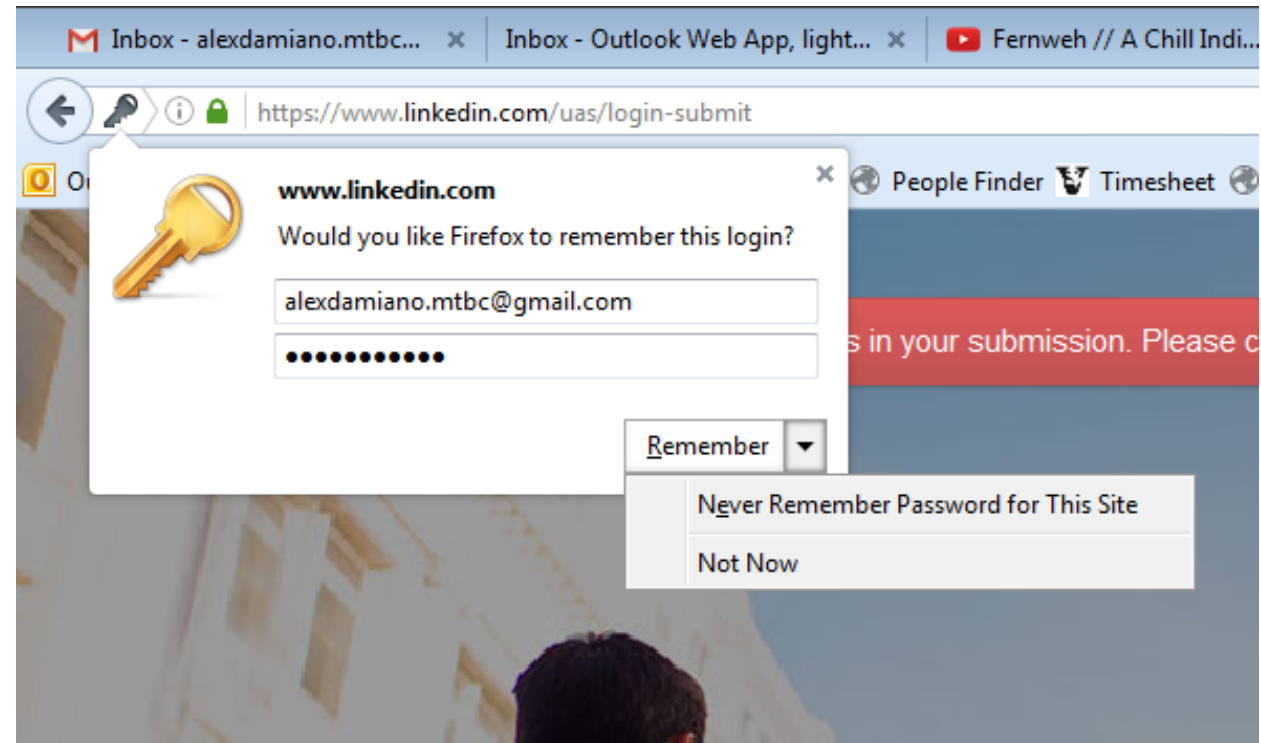 Inbox - alexdamiano.mtbc... Inbox - Outlook Web App, light... Fernweh // A Chill Indi...
https://www.linkedin.com/uas/login-submit
People Finder Timesheet
www.linkedin.com
Would you like Firefox to remember this login?
alexdamiano.mtbc@gmail.com
•••••••••••
in your submission. Please
Remember
Never Remember Password for This Site
Not Now